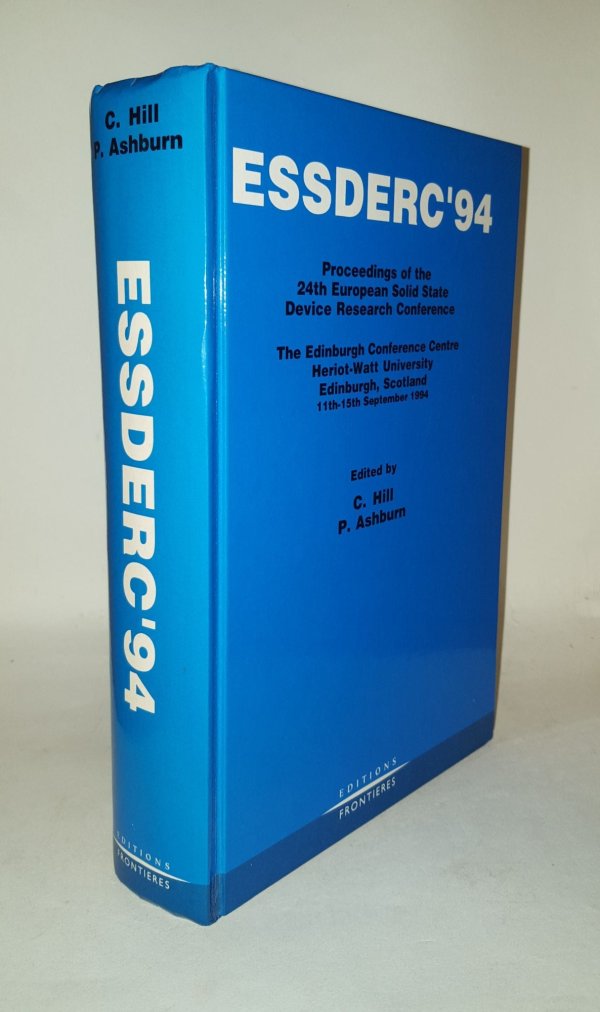 C. Hill
P. Ashburn
ESSDERC'94
EDITIONS
FRONTIERES
ESSDERC'94
Proceedings of the
24th European Solid State
Device Research Conference
The Edinburgh Conference Centre
Heriot-Watt University
Edinburgh, Scotland
11th-15th September 1994
Edited by
C. Hill
P. Ashburn
EDITIONS
FRONTIERES